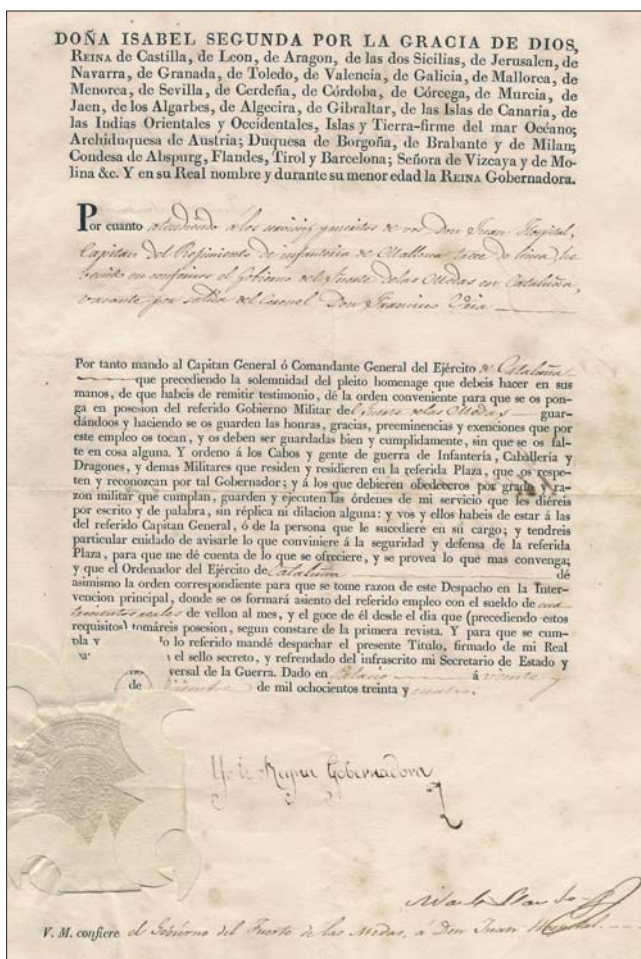 DOÑA ISABEL SEGUNDA POR LA GRACIA DE DIOS,
REINA de Castilla, de Leon, de Aragon, de las dos Sicilias, de Jerusalen, de
Navarra, de Granada, de Toledo, de Valencia, de Galicia, de Mallorca, de
Menorca, de Sevilla, de Cerdeña, de Córdoba, de Córcega, de Murcia, de
Jaen, de los Algarbes, de Algecira, de Gibraltar, de las Islas de Canaria, de
las Indias Orientales y Occidentales, Islas y Tierra-firme del mar Océano;
Archiduquesa de Austria; Duquesa de Borgoña, de Brabante y de Milan;
Condesa de Abspurg, Flandes, Tirol y Barcelona; Señora de Vizcaya y de Mo-
lina &c. Y en su Real nombre y durante su menor edad la REINA Gobernadora.
Por cuanto atendiendo á los servicios y méritos de vos Don Juan Hospital,
Capitan del Regimiento de infantería de Mallorca trece de línea, he
venido en conferiros el Gobierno del Fuerte de las Medas en Cataluña,
vacante por salida del Coronel Don Francisco
Por tanto mando al Capitan General ó Comandante General del Ejército de Cataluña
que precediendo la solemnidad del pleito homenage que debeis hacer en sus
manos, de que habeis de remitir testimonio, dé la orden conveniente para que se os pon-
ga en posesion del referido Gobierno Militar del Fuerte de las Medas guar-
dándoos y haciendo se os guarden las honras, gracias, preeminencias y exenciones que por
este empleo os tocan, y os deben ser guardadas bien y cumplidamente, sin que se os fal-
te en cosa alguna. Y ordeno á los Cabos y gente de guerra de Infantería, Caballería y
Dragones, y demas Militares que residen y residieren en la referida Plaza, que os respe-
ten y reconozcan por tal Gobernador; y á los que debieren obedeceros por grado y ra-
zon militar que cumplan, guarden y ejecuten las órdenes de mi servicio que les diéreis
por escrito y de palabra, sin réplica ni dilacion alguna: y vos y ellos habeis de estar á las
del referido Capitan General, ó de la persona que le sucediere en su cargo; y tendreis
particular cuidado de avisarle lo que conviniere á la seguridad y defensa de la referida
Plaza, para que me dé cuenta de lo que se ofreciere, y se provea lo que mas convenga;
y que el Ordenador del Ejército de Cataluña dé
asimismo la orden correspondiente para que se tome razon de este Despacho en la Inter-
vencion principal, donde se os formará asiento del referido empleo con el sueldo de
reales de vellon al mes, y el goce de él desde el dia que (precediendo estos
requisitos) tomáreis posesion, segun constare de la primera revista. Y para que se cum-
pla lo referido mandé despachar el presente Título, firmado de mi Real
el sello secreto, y refrendado del infrascrito mi Secretario de Estado y
versal de la Guerra. Dado en Palacio á veinte y
de de mil ochocientos treinta y cuatro.
Yo la Reyna Gobernadora
V. M. confiere el Gobierno del Fuerte de las Medas, a Don Juan Hospital